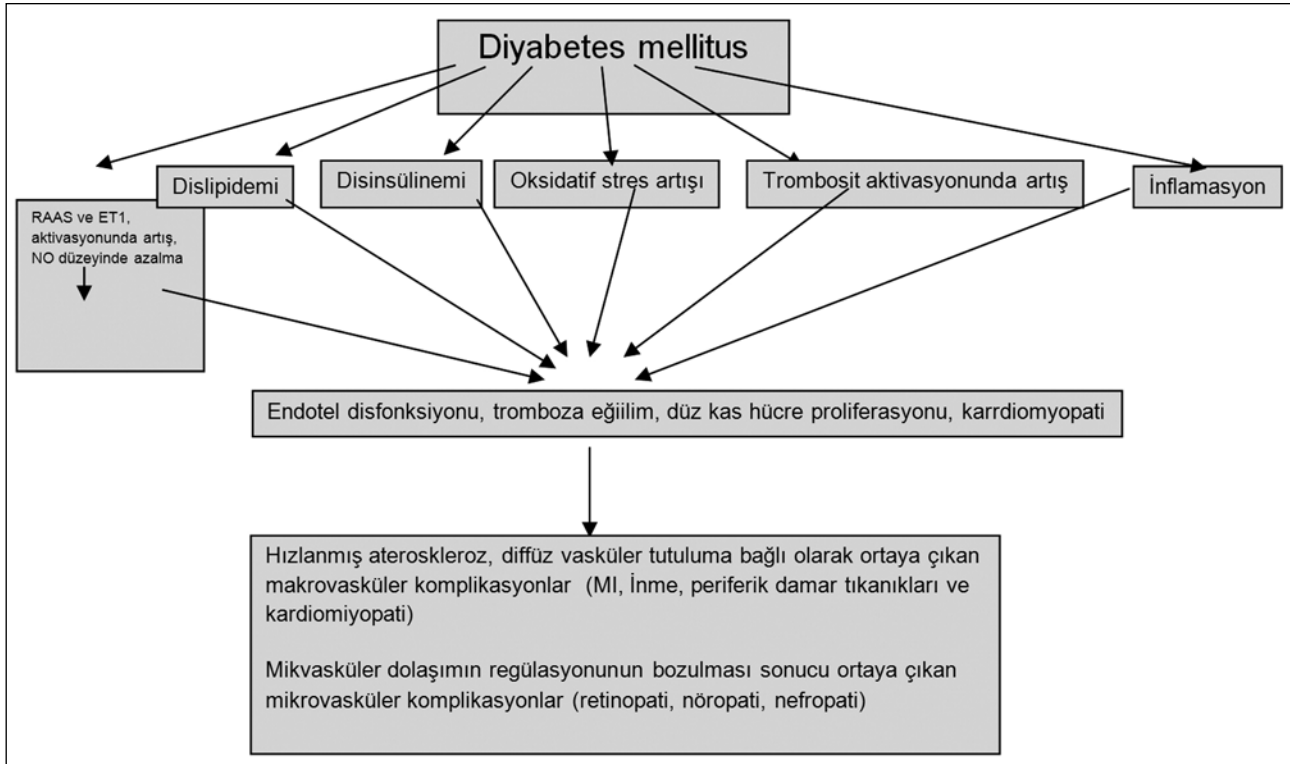 Diyabetes mellitus
Dislipidemi
Disinsülinemi
Oksidatif stres artışı
Trombosit aktivasyonunda artış
İnflamasyon
RAAS ve ET1,
aktivasyonunda artış,
NO düzeyinde azalma
Endotel disfonksiyonu, tromboza eğiilim, düz kas hücre proliferasyonu, karrdiomyopati
Hızlanmış ateroskleroz, diffüz vasküler tutuluma bağlı olarak ortaya çıkan
makrovasküler komplikasyonlar (MI, İnme, periferik damar tıkanıkları ve
kardiomiyopati)
Mikvasküler dolaşımın regülasyonunun bozulması sonucu ortaya çıkan
mikrovasküler komplikasyonlar (retinopati, nöropati, nefropati)